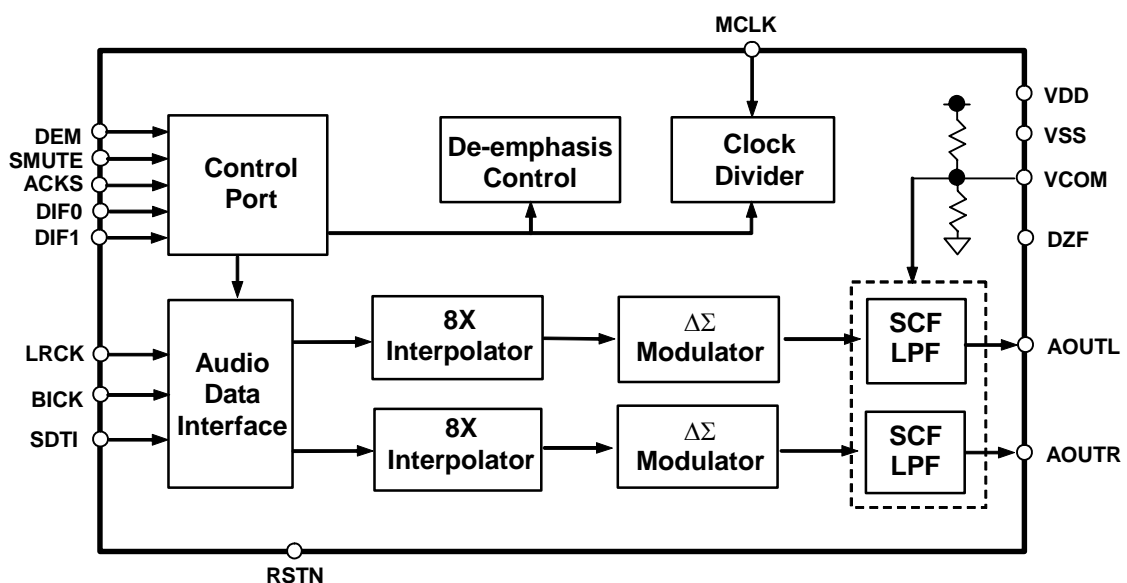 MCLK
VDD
VSS
VCOM
DZF
DEM
SMUTE
ACKS
DIF0
DIF1
Control
Port
De-emphasis
Control
Clock
Divider
LRCK
BICK
SDTI
Audio
Data
Interface
8X
Interpolator
ΔΣ
Modulator
SCF
LPF
AOUTL
8X
Interpolator
ΔΣ
Modulator
SCF
LPF
AOUTR
RSTN